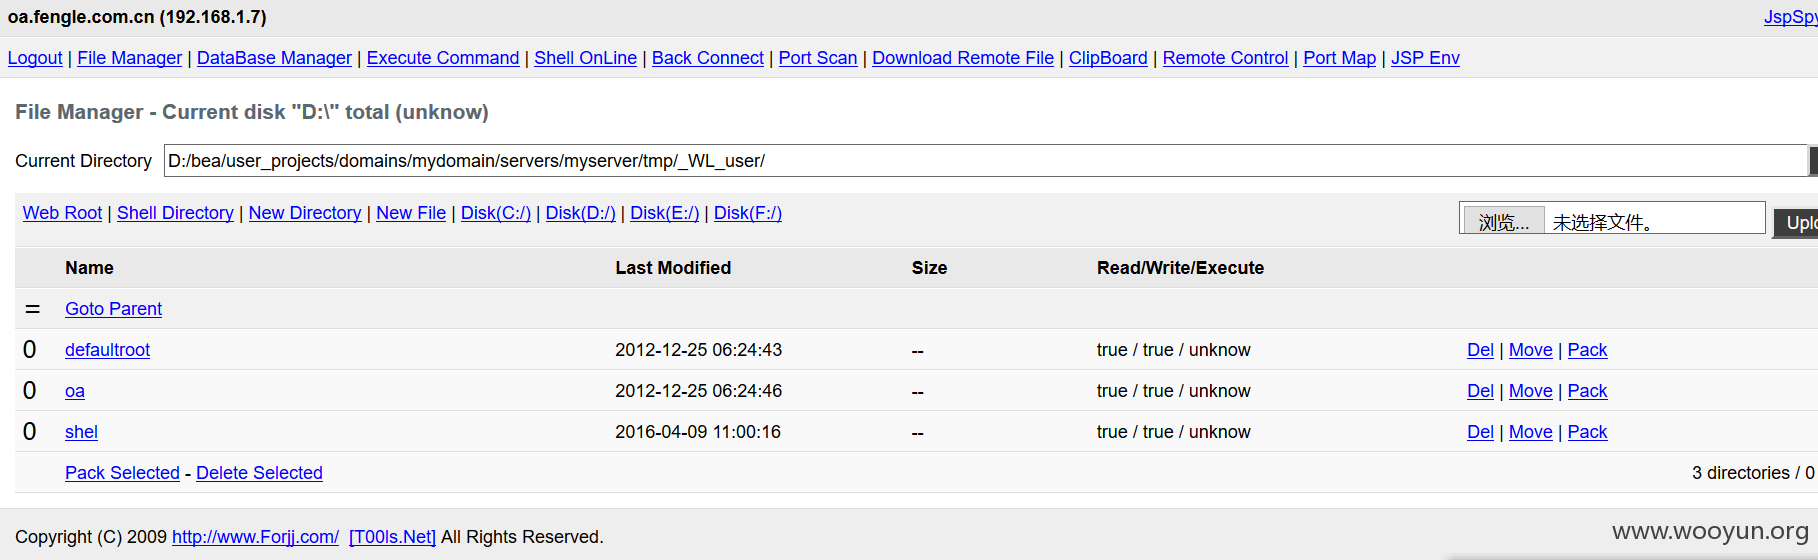 oa.fengle.com.cn (192.168.1.7) JspSpy
Logout | File Manager | DataBase Manager | Execute Command | Shell OnLine | Back Connect | Port Scan | Download Remote File | ClipBoard | Remote Control | Port Map | JSP Env
File Manager - Current disk "D:\" total (unknow)
Current Directory D:/bea/user_projects/domains/mydomain/servers/myserver/tmp/_WL_user/
Web Root | Shell Directory | New Directory | New File | Disk(C:/) | Disk(D:/) | Disk(E:/) | Disk(F:/) 浏览... 未选择文件。 Uplo
Name Last Modified Size Read/Write/Execute
= Goto Parent
0 defaultroot 2012-12-25 06:24:43 -- true / true / unknow Del | Move | Pack
0 oa 2012-12-25 06:24:46 -- true / true / unknow Del | Move | Pack
0 shel 2016-04-09 11:00:16 -- true / true / unknow Del | Move | Pack
Pack Selected - Delete Selected 3 directories / 0
Copyright (C) 2009 http://www.Forjj.com/ [T00ls.Net] All Rights Reserved.
www.wooyun.org